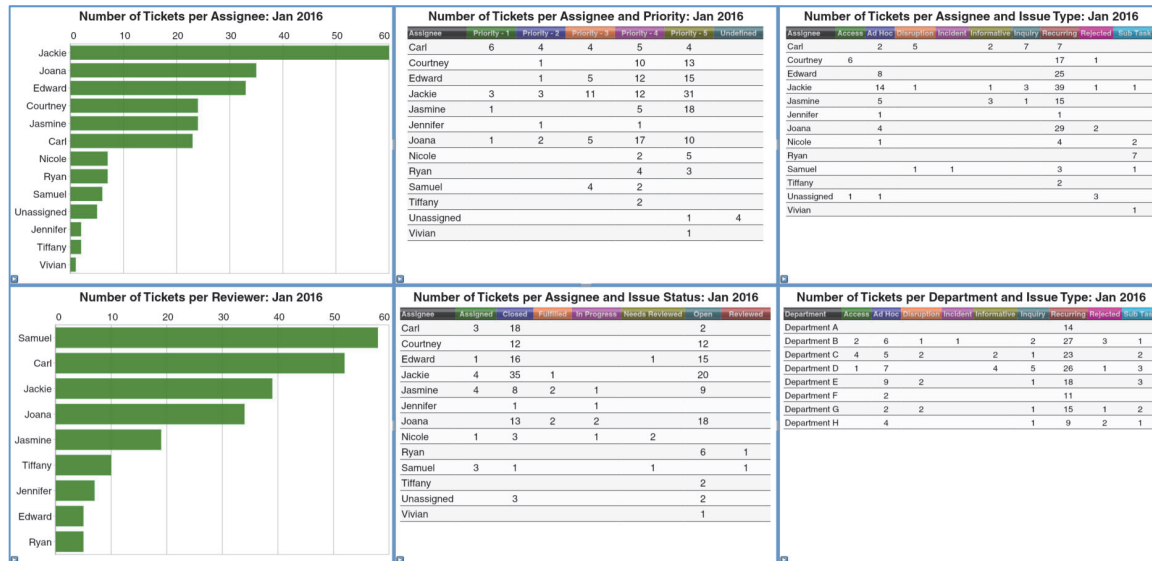 Number of Tickets per Assignee: Jan 2016
0 10 20 30 40 50 60
Jackie
Joana
Edward
Courtney
Jasmine
Carl
Nicole
Ryan
Samuel
Unassigned
Jennifer
Tiffany
Vivian
Number of Tickets per Assignee and Priority: Jan 2016
Assignee Priority - 1 Priority - 2 Priority - 3 Priority - 4 Priority - 5 Undefined
Carl 6 4 4 5 4
Courtney 1 10 13
Edward 1 5 12 15
Jackie 3 3 11 12 31
Jasmine 1 5 18
Jennifer 1 1
Joana 1 2 5 17 10
Nicole 2 5
Ryan 4 3
Samuel 4 2
Tiffany 2
Unassigned 1 4
Vivian 1
Number of Tickets per Assignee and Issue Type: Jan 2016
Assignee Access Ad Hoc Disruption Incident Informative Inquiry Recurring Rejected Sub Task
Carl 2 5 2 7 7
Courtney 6 17 1
Edward 8 25
Jackie 14 1 1 3 39 1 1
Jasmine 5 3 1 15
Jennifer 1 1
Joana 4 29 2
Nicole 1 4 2
Ryan 7
Samuel 1 1 3 1
Tiffany 2
Unassigned 1 1 3
Vivian 1
Number of Tickets per Reviewer: Jan 2016
0 10 20 30 40 50 60
Samuel
Carl
Jackie
Joana
Jasmine
Tiffany
Jennifer
Edward
Ryan
Number of Tickets per Assignee and Issue Status: Jan 2016
Assignee Assigned Closed Fulfilled In Progress Needs Reviewed Open Reviewed
Carl 3 18 2
Courtney 12 12
Edward 1 16 1 15
Jackie 4 35 1 20
Jasmine 4 8 2 1 9
Jennifer 1 1
Joana 13 2 2 18
Nicole 1 3 1 2
Ryan 6 1
Samuel 3 1 1 1
Tiffany 2
Unassigned 3 2
Vivian 1
Number of Tickets per Department and Issue Type: Jan 2016
Department Access Ad Hoc Disruption Incident Informative Inquiry Recurring Rejected Sub Task
Department A 14
Department B 2 6 1 1 2 27 3 1
Department C 4 5 2 2 1 23 2
Department D 1 7 4 5 26 1 3
Department E 9 2 1 18 3
Department F 2 11
Department G 2 2 1 15 1 2
Department H 4 1 9 2 1